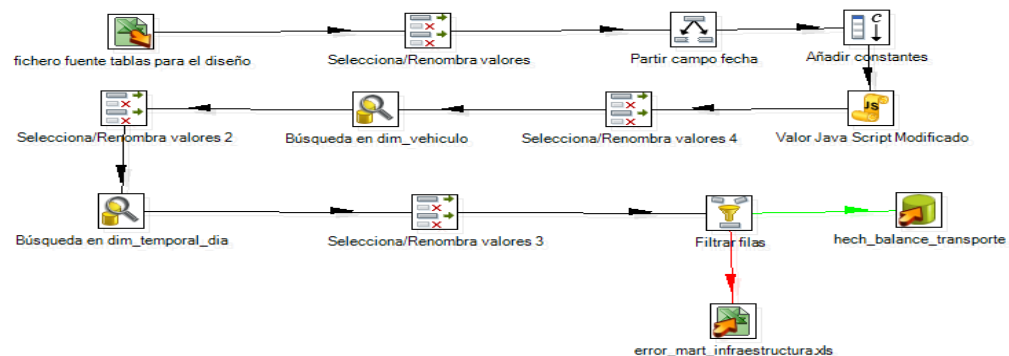 fichero fuente tablas para el diseño
Selecciona/Renombra valores
Partir campo fecha
C
Añadir constantes
Selecciona/Renombra valores 2
Búsqueda en dim_vehiculo
Selecciona/Renombra valores 4
JS
Valor Java Script Modificado
Búsqueda en dim_temporal_dia
Selecciona/Renombra valores 3
Filtrar filas
hech_balance_transporte
error_mart_infraestructura.xls